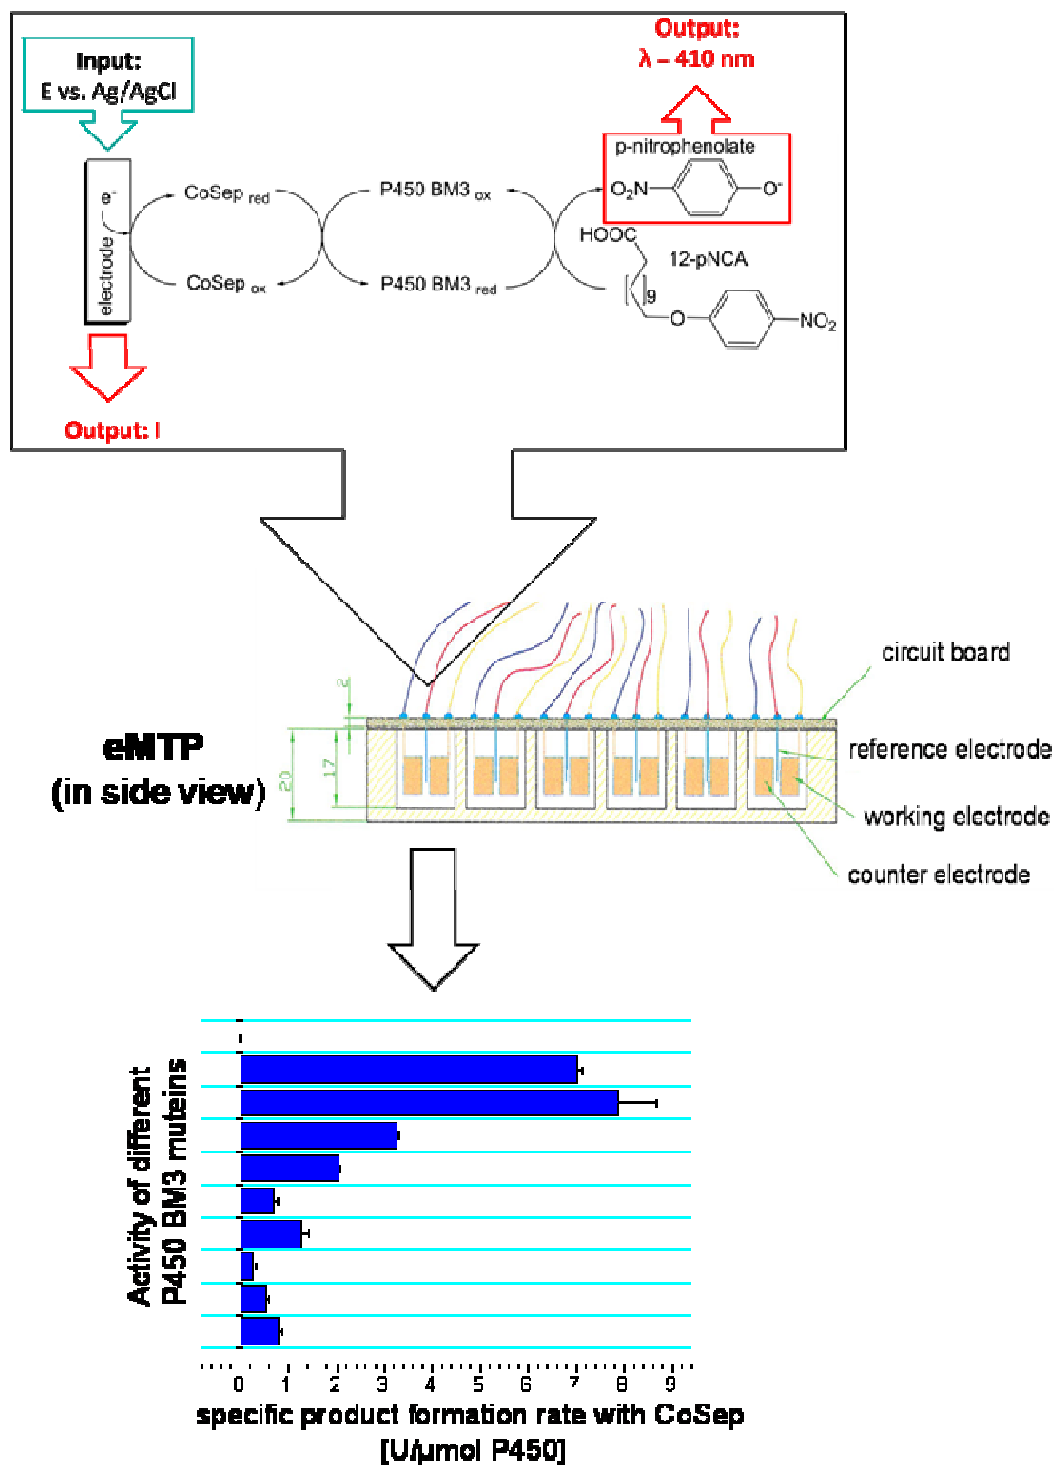 Input:
E vs. Ag/AgCl
Output:
λ – 410 nm
p-nitrophenolate
O₂N
O⁻
electrode e⁻
CoSep red
P450 BM3 ox
CoSep ox
P450 BM3 red
HOOC
12-pNCA
9
O
NO₂
Output: I
circuit board
2
eMTP
(in side view)
20
17
reference electrode
working electrode
counter electrode
Activity of different
P450 BM3 muteins
0 1 2 3 4 5 6 7 8 9
specific product formation rate with CoSep
[U/µmol P450]